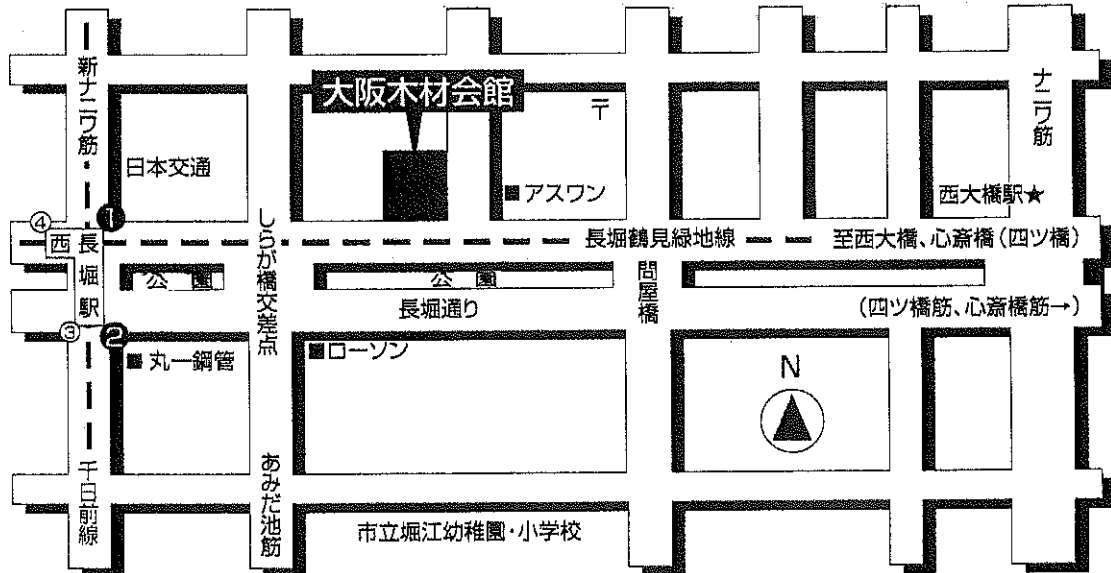 新ナニワ筋
大阪木材会館
〒
ナニワ筋
日本交通
■アスワン
西大橋駅★
④
❶
しらが橋交差点
西長堀駅
長堀鶴見緑地線
至西大橋、心斎橋(四ツ橋)
公園
公園
問屋橋
長堀通り
(四ツ橋筋、心斎橋筋→)
③
❷
■丸一鋼管
■ローソン
N
千日前線
あみだ池筋
市立堀江幼稚園・小学校